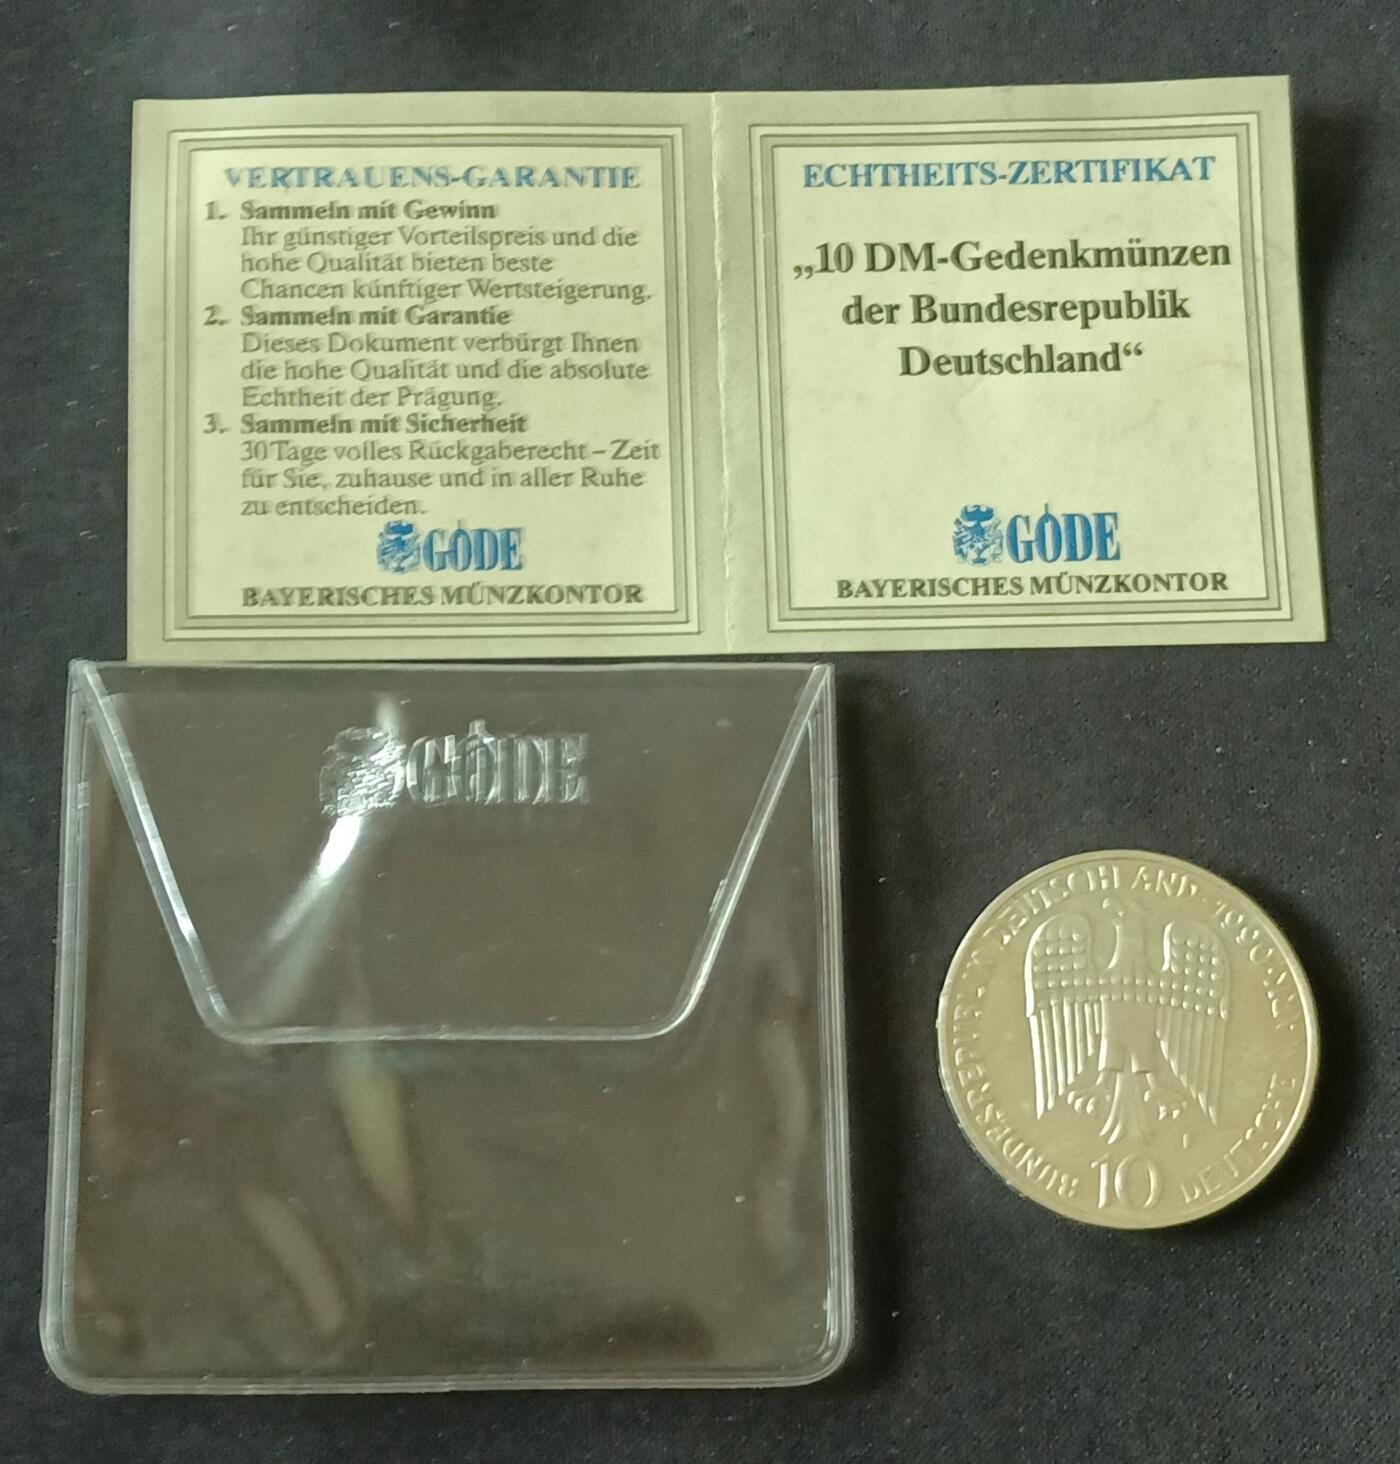 VERTRAUENS-GARANTIE
1. Sammeln mit Gewinn
Ihr günstiger Vorteilspreis und die
hohe Qualität bieten beste
Chancen künftiger Wertsteigerung.
2. Sammeln mit Garantie
Dieses Dokument verbürgt Ihnen
die hohe Qualität und die absolute
Echtheit der Prägung.
3. Sammeln mit Sicherheit
30 Tage volles Rückgaberecht – Zeit
für Sie, zuhause und in aller Ruhe
zu entscheiden.
GÖDE
BAYERISCHES MÜNZKONTOR
ECHTHEITS-ZERTIFIKAT
„10 DM-Gedenkmünzen
der Bundesrepublik
Deutschland“
GÖDE
BAYERISCHES MÜNZKONTOR
GÖDE
BUNDESREPUBLIK DEUTSCHLAND · 1990 ·
10 DEUTSCHE